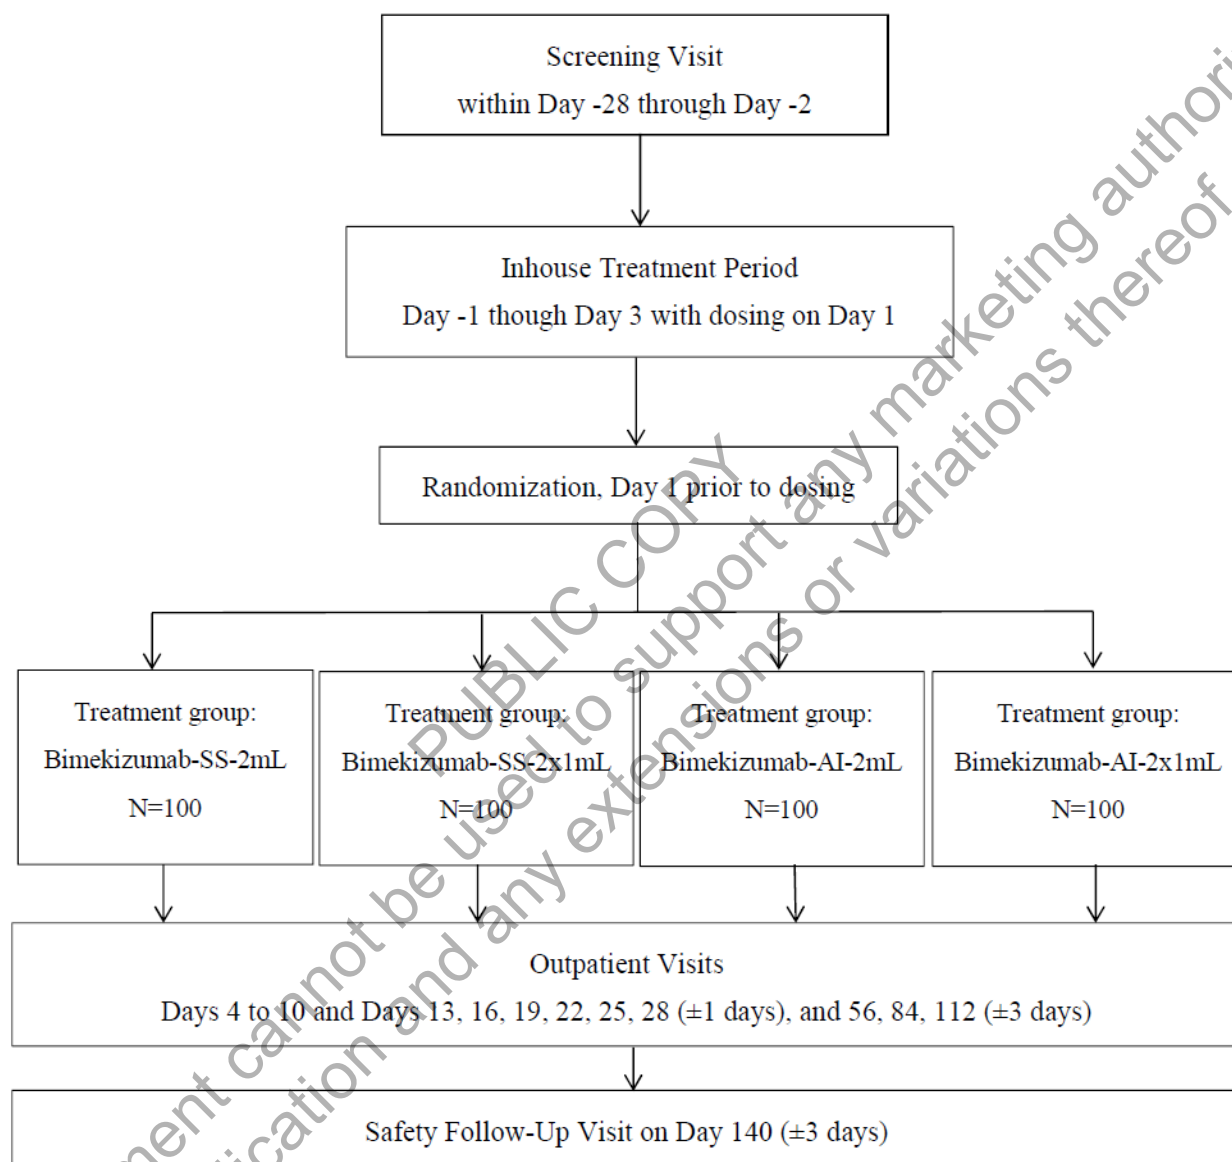 Screening Visit
within Day -28 through Day -2
Inhouse Treatment Period
Day -1 though Day 3 with dosing on Day 1
Randomization, Day 1 prior to dosing
Treatment group:
Bimekizumab-SS-2mL
N=100
Treatment group:
Bimekizumab-SS-2x1mL
N=100
Treatment group:
Bimekizumab-AI-2mL
N=100
Treatment group:
Bimekizumab-AI-2x1mL
N=100
Outpatient Visits
Days 4 to 10 and Days 13, 16, 19, 22, 25, 28 (±1 days), and 56, 84, 112 (±3 days)
Safety Follow-Up Visit on Day 140 (±3 days)
PUBLIC COPY
cannot be used to support any marketing
and any extensions or variations thereof